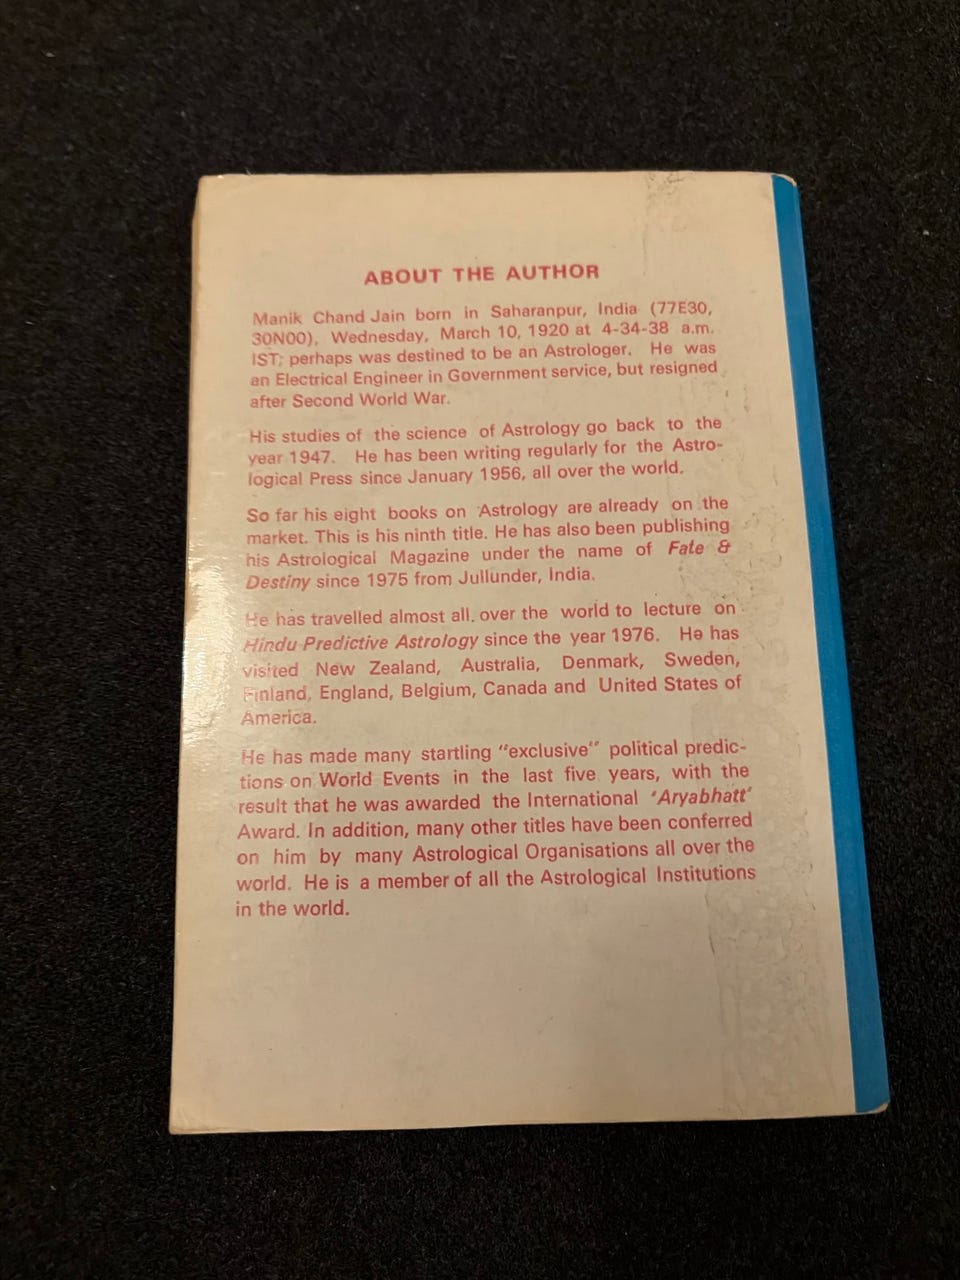 ABOUT THE AUTHOR
Manik Chand Jain born in Saharanpur, India (77E30,
30N00), Wednesday, March 10, 1920 at 4-34-38 a.m.
IST; perhaps was destined to be an Astrologer. He was
an Electrical Engineer in Government service, but resigned
after Second World War.
His studies of the science of Astrology go back to the
year 1947. He has been writing regularly for the Astro-
logical Press since January 1956, all over the world.
So far his eight books on Astrology are already on the
market. This is his ninth title. He has also been publishing
his Astrological Magazine under the name of Fate &
Destiny since 1975 from Jullunder, India.
He has travelled almost all over the world to lecture on
Hindu Predictive Astrology since the year 1976. He has
visited New Zealand, Australia, Denmark, Sweden,
Finland, England, Belgium, Canada and United States of
America.
He has made many startling "exclusive" political predic-
tions on World Events in the last five years, with the
result that he was awarded the International 'Aryabhatt'
Award. In addition, many other titles have been conferred
on him by many Astrological Organisations all over the
world. He is a member of all the Astrological Institutions
in the world.